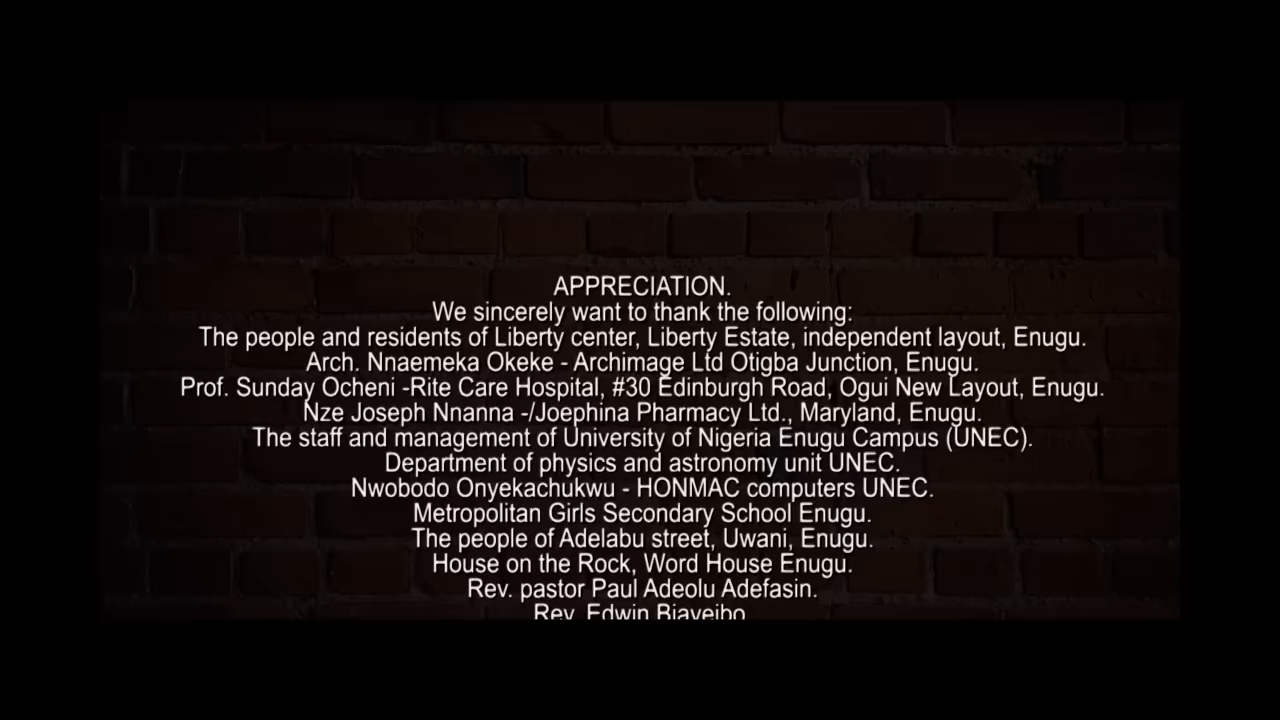 APPRECIATION.
We sincerely want to thank the following:
The people and residents of Liberty center, Liberty Estate, independent layout, Enugu.
Arch. Nnaemeka Okeke - Archimage Ltd Otigba Junction, Enugu.
Prof. Sunday Ocheni -Rite Care Hospital, #30 Edinburgh Road, Ogui New Layout, Enugu.
Nze Joseph Nnanna -/Joephina Pharmacy Ltd., Maryland, Enugu.
The staff and management of University of Nigeria Enugu Campus (UNEC).
Department of physics and astronomy unit UNEC.
Nwobodo Onyekachukwu - HONMAC computers UNEC.
Metropolitan Girls Secondary School Enugu.
The people of Adelabu street, Uwani, Enugu.
House on the Rock, Word House Enugu.
Rev. pastor Paul Adeolu Adefasin.
Rev. Edwin